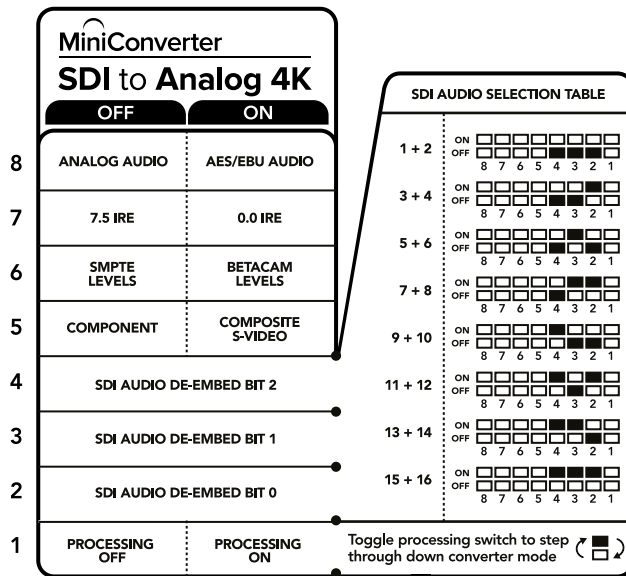 MiniConverter
SDI to Analog 4K
OFF ON
8 ANALOG AUDIO AES/EBU AUDIO
7 7.5 IRE 0.0 IRE
6 SMPTE LEVELS BETACAM LEVELS
5 COMPONENT COMPOSITE S-VIDEO
4 SDI AUDIO DE-EMBED BIT 2
3 SDI AUDIO DE-EMBED BIT 1
2 SDI AUDIO DE-EMBED BIT 0
1 PROCESSING OFF PROCESSING ON
SDI AUDIO SELECTION TABLE
1 + 2
ON
OFF
8 7 6 5 4 3 2 1
3 + 4
ON
OFF
8 7 6 5 4 3 2 1
5 + 6
ON
OFF
8 7 6 5 4 3 2 1
7 + 8
ON
OFF
8 7 6 5 4 3 2 1
9 + 10
ON
OFF
8 7 6 5 4 3 2 1
11 + 12
ON
OFF
8 7 6 5 4 3 2 1
13 + 14
ON
OFF
8 7 6 5 4 3 2 1
15 + 16
ON
OFF
8 7 6 5 4 3 2 1
Toggle processing switch to step
through down converter mode